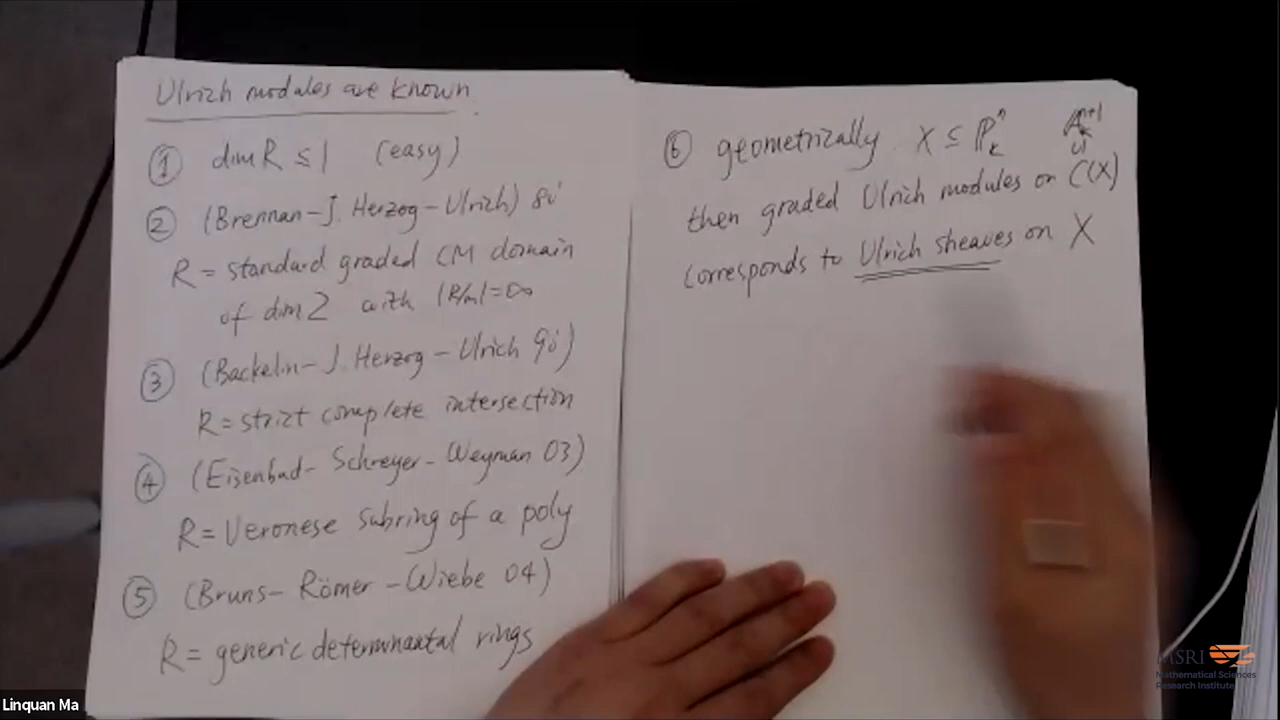 Ulrich modules are known
① dim R ≤ 1 (easy)
② (Brennan-J. Herzog-Ulrich)
R = standard graded CM domain
of dim 2 with |R/m|=∞
③ (Backelin-J. Herzog-Ulrich
R = strict complete intersection
④ (Eisenbud-Schreyer-Weyman 03)
R = Veronese subring of a poly
⑤ (Bruns-Römer-Wiebe 04)
R = generic determinantal rings
⑥ geometrically X ⊆ ℙⁿₖ
then graded Ulrich modules on C(X)
corresponds to Ulrich sheaves on X
Linquan Ma
MSRI
Mathematical Sciences
Research Institute